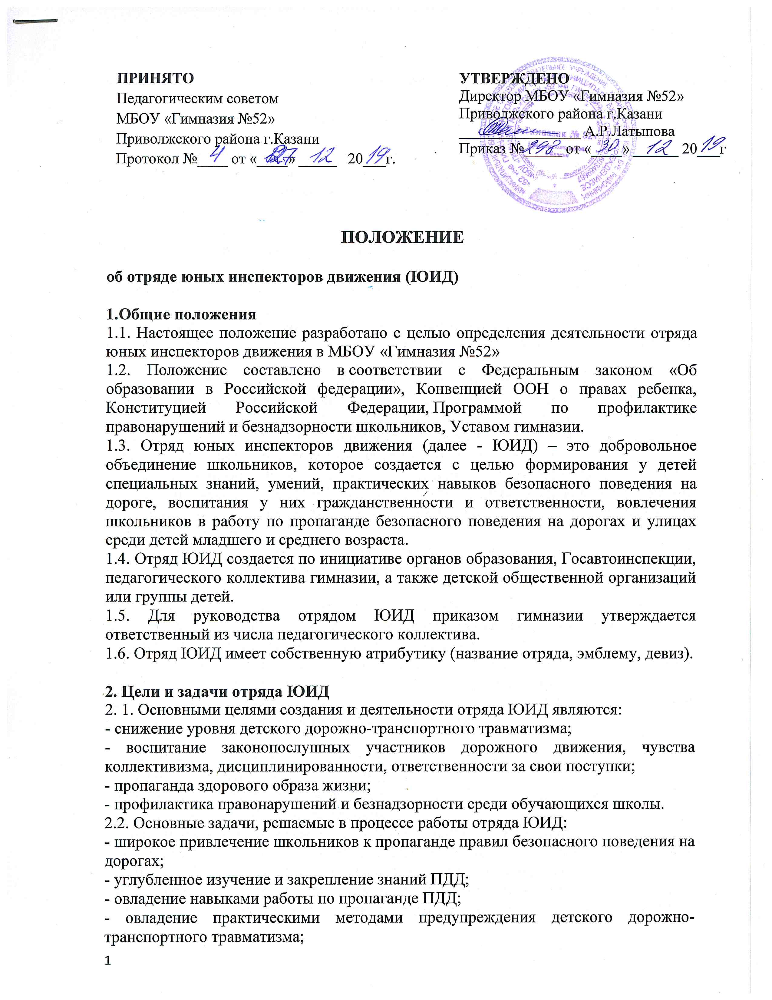 ПРИНЯТО
Педагогическим советом
МБОУ «Гимназия №52»
Приволжского района г.Казани
Протокол № 4 от «27» 12 2019г.
УТВЕРЖДЕНО
Директор МБОУ «Гимназия №52»
Приволжского района г.Казани
А.Р.Латыпова
Приказ №298 от «30» 12 2019г
ПОЛОЖЕНИЕ
об отряде юных инспекторов движения (ЮИД)
1.Общие положения
1.1. Настоящее положение разработано с целью определения деятельности отряда
юных инспекторов движения в МБОУ «Гимназия №52»
1.2. Положение составлено в соответствии с Федеральным законом «Об
образовании в Российской федерации», Конвенцией ООН о правах ребенка,
Конституцией Российской Федерации, Программой по профилактике
правонарушений и безнадзорности школьников, Уставом гимназии.
1.3. Отряд юных инспекторов движения (далее - ЮИД) – это добровольное
объединение школьников, которое создается с целью формирования у детей
специальных знаний, умений, практических навыков безопасного поведения на
дороге, воспитания у них гражданственности и ответственности, вовлечения
школьников в работу по пропаганде безопасного поведения на дорогах и улицах
среди детей младшего и среднего возраста.
1.4. Отряд ЮИД создается по инициативе органов образования, Госавтоинспекции,
педагогического коллектива гимназии, а также детской общественной организаций
или группы детей.
1.5. Для руководства отрядом ЮИД приказом гимназии утверждается
ответственный из числа педагогического коллектива.
1.6. Отряд ЮИД имеет собственную атрибутику (название отряда, эмблему, девиз).
2. Цели и задачи отряда ЮИД
2. 1. Основными целями создания и деятельности отряда ЮИД являются:
- снижение уровня детского дорожно-транспортного травматизма;
- воспитание законопослушных участников дорожного движения, чувства
коллективизма, дисциплинированности, ответственности за свои поступки;
- пропаганда здорового образа жизни;
- профилактика правонарушений и безнадзорности среди обучающихся школы.
2.2. Основные задачи, решаемые в процессе работы отряда ЮИД:
- широкое привлечение школьников к пропаганде правил безопасного поведения на
дорогах;
- углубленное изучение и закрепление знаний ПДД;
- овладение навыками работы по пропаганде ПДД;
- овладение практическими методами предупреждения детского дорожно-
транспортного травматизма;
1